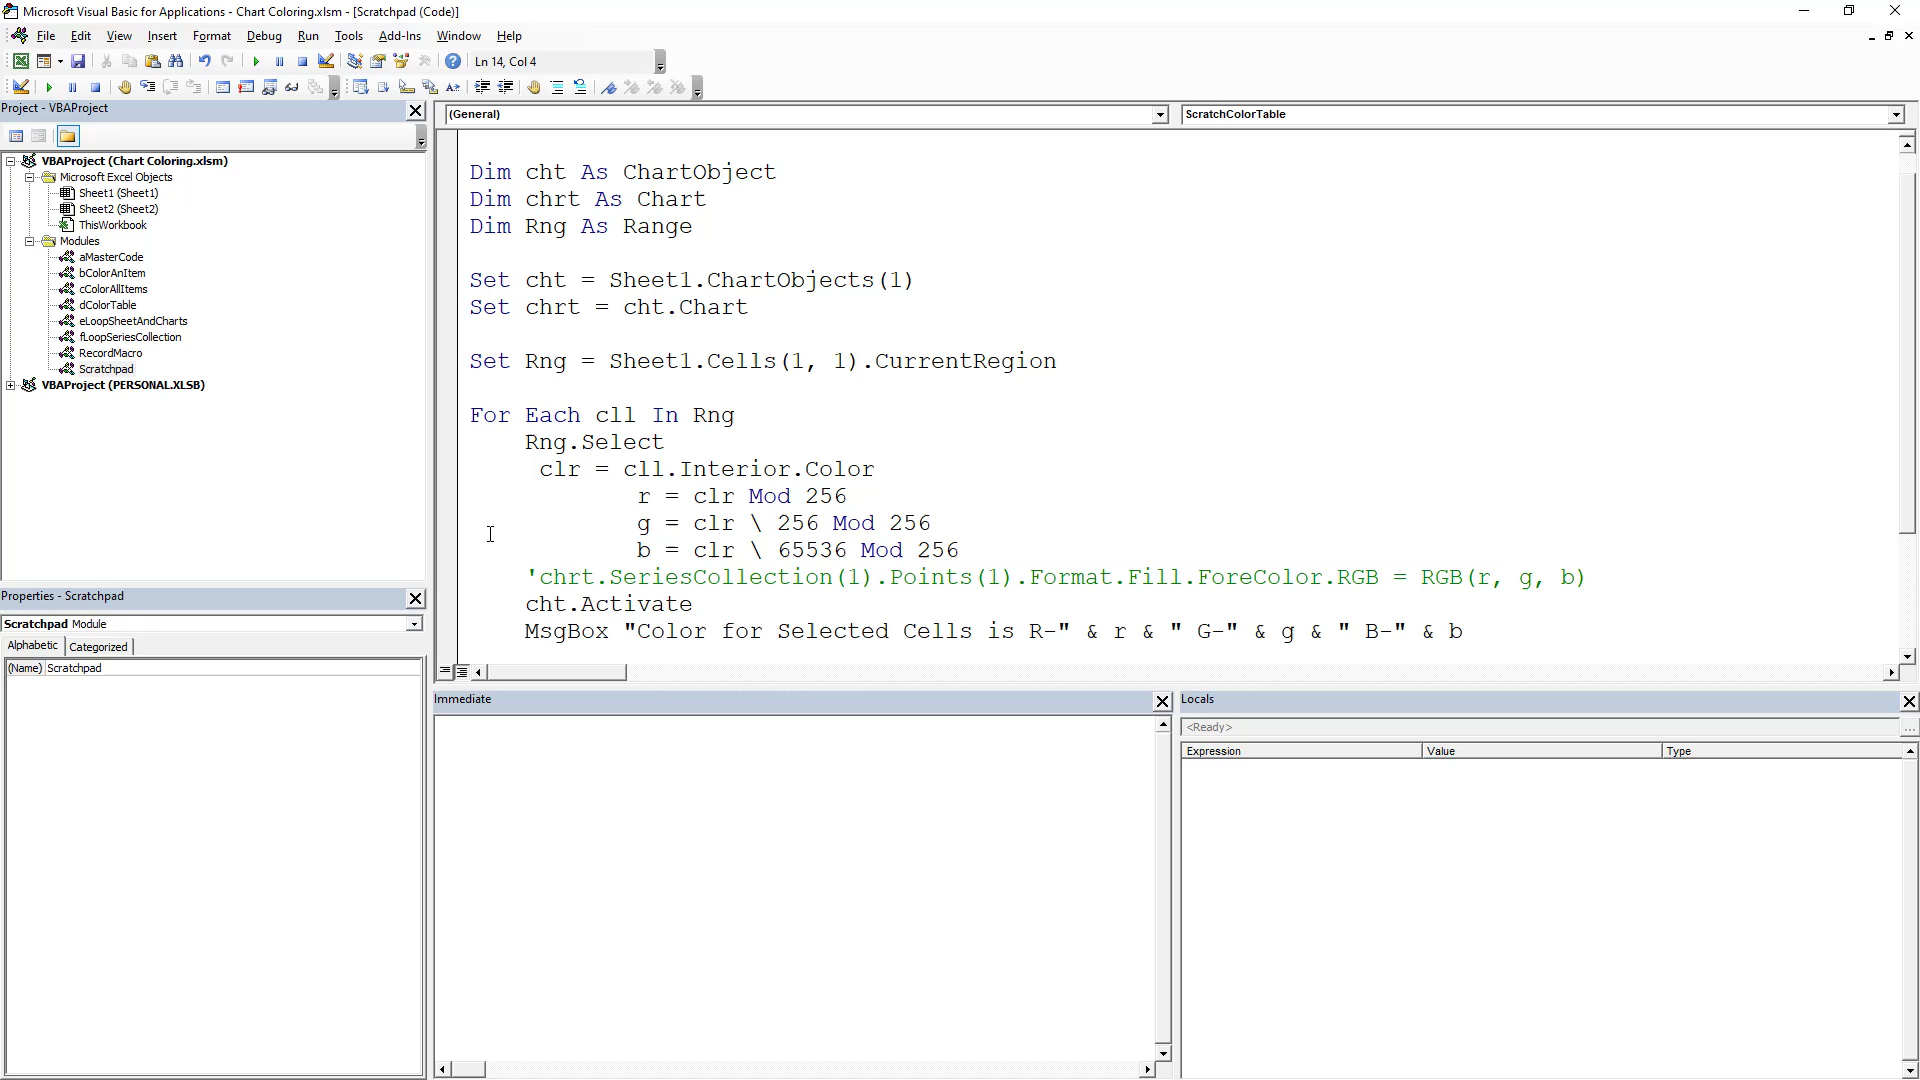 Microsoft Visual Basic for Applications - Chart Coloring.xlsm - [Scratchpad (Code)]
File Edit View Insert Format Debug Run Tools Add-Ins Window Help
Ln 14, Col 4
Project - VBAProject
(General) ScratchColorTable
VBAProject (Chart Coloring.xlsm)
Microsoft Excel Objects
Sheet1 (Sheet1)
Sheet2 (Sheet2)
ThisWorkbook
Modules
aMasterCode
bColorAnItem
cColorAllItems
dColorTable
eLoopSheetAndCharts
fLoopSeriesCollection
RecordMacro
Scratchpad
VBAProject (PERSONAL.XLSB)
Dim cht As ChartObject
Dim chrt As Chart
Dim Rng As Range
Set cht = Sheet1.ChartObjects(1)
Set chrt = cht.Chart
Set Rng = Sheet1.Cells(1, 1).CurrentRegion
For Each cll In Rng
Rng.Select
clr = cll.Interior.Color
r = clr Mod 256
g = clr \ 256 Mod 256
b = clr \ 65536 Mod 256
'chrt.SeriesCollection(1).Points(1).Format.Fill.ForeColor.RGB = RGB(r, g, b)
cht.Activate
MsgBox "Color for Selected Cells is R-" & r & " G-" & g & " B-" & b
Properties - Scratchpad
Scratchpad Module
Alphabetic Categorized
(Name) Scratchpad
Immediate
Locals
<Ready>
Expression Value Type